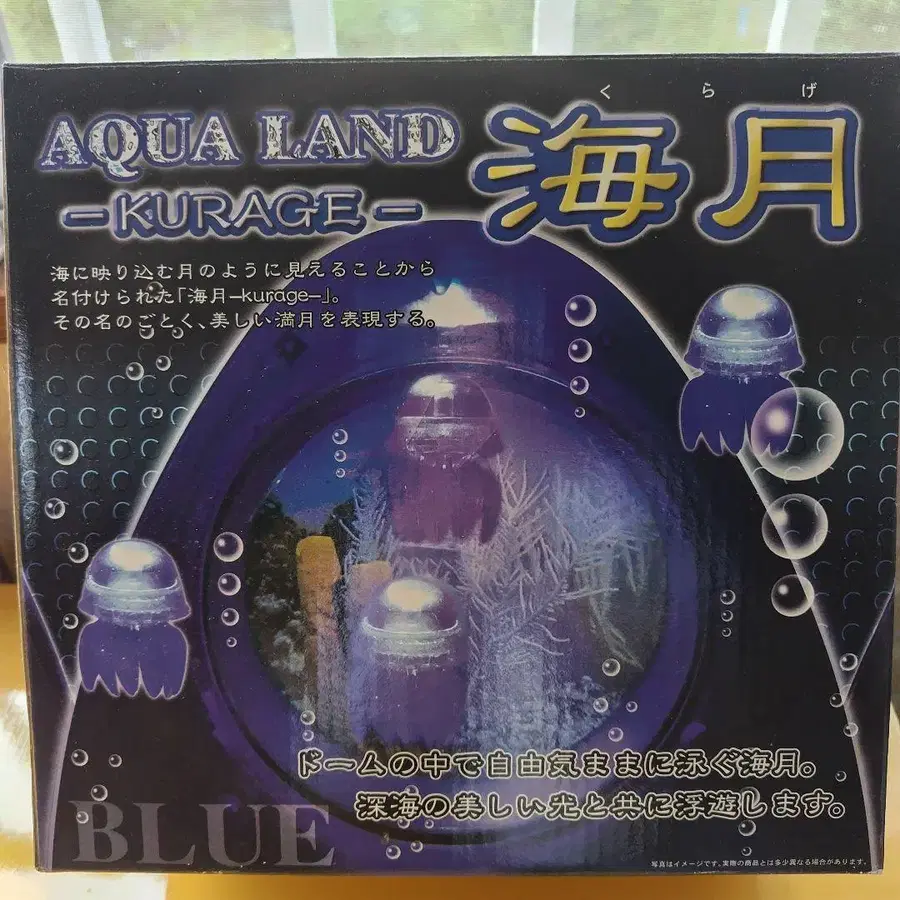 くらげ
AQUA LAND 海月
-KURAGE-
海に映り込む月のように見えることから
名付けられた「海月-kurage-」。
その名のごとく、美しい満月を表現する。
ドームの中で自由気ままに泳ぐ海月。
深海の美しい光と共に浮遊します。
BLUE
写真はイメージです。実際の商品とは多少異なる場合があります。